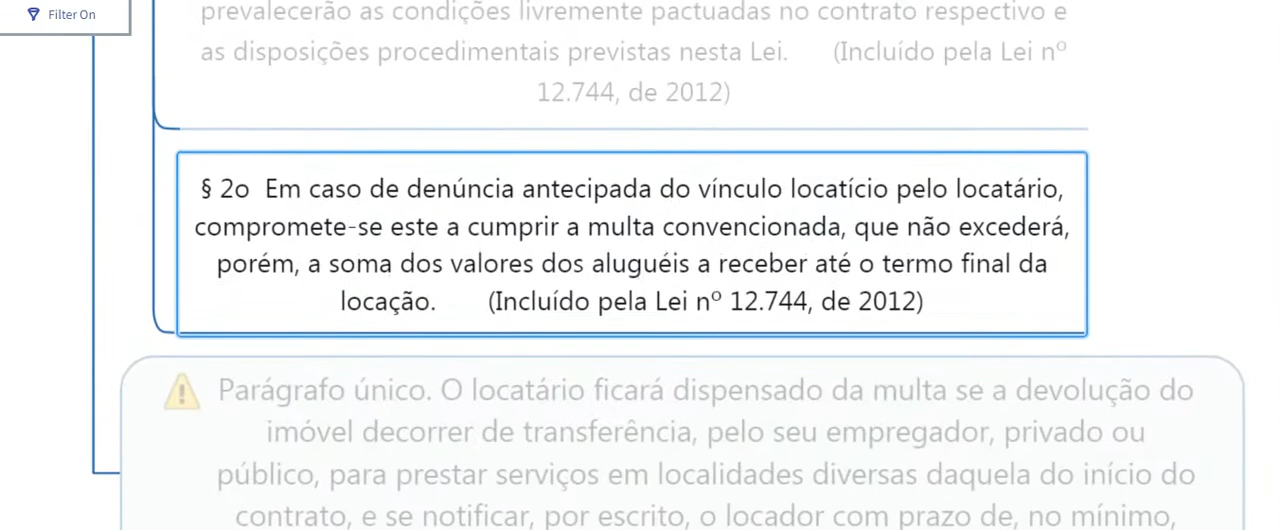 Filter On
prevalecerão as condições livremente pactuadas no contrato respectivo e
as disposições procedimentais previstas nesta Lei. (Incluído pela Lei nº
12.744, de 2012)
§ 2o Em caso de denúncia antecipada do vínculo locatício pelo locatário,
compromete-se este a cumprir a multa convencionada, que não excederá,
porém, a soma dos valores dos aluguéis a receber até o termo final da
locação. (Incluído pela Lei nº 12.744, de 2012)
Parágrafo único. O locatário ficará dispensado da multa se a devolução do
imóvel decorrer de transferência, pelo seu empregador, privado ou
público, para prestar serviços em localidades diversas daquela do início do
contrato, e se notificar, por escrito, o locador com prazo de, no mínimo,